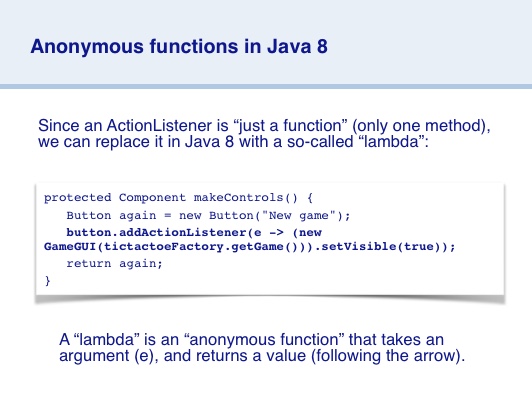 Anonymous functions in Java 8
Since an ActionListener is “just a function” (only one method),
we can replace it in Java 8 with a so-called “lambda”:
protected Component makeControls() {
   Button again = new Button("New game");
   button.addActionListener(e -> (new
GameGUI(tictactoeFactory.getGame())).setVisible(true));
   return again;
}
A “lambda” is an “anonymous function” that takes an
argument (e), and returns a value (following the arrow).